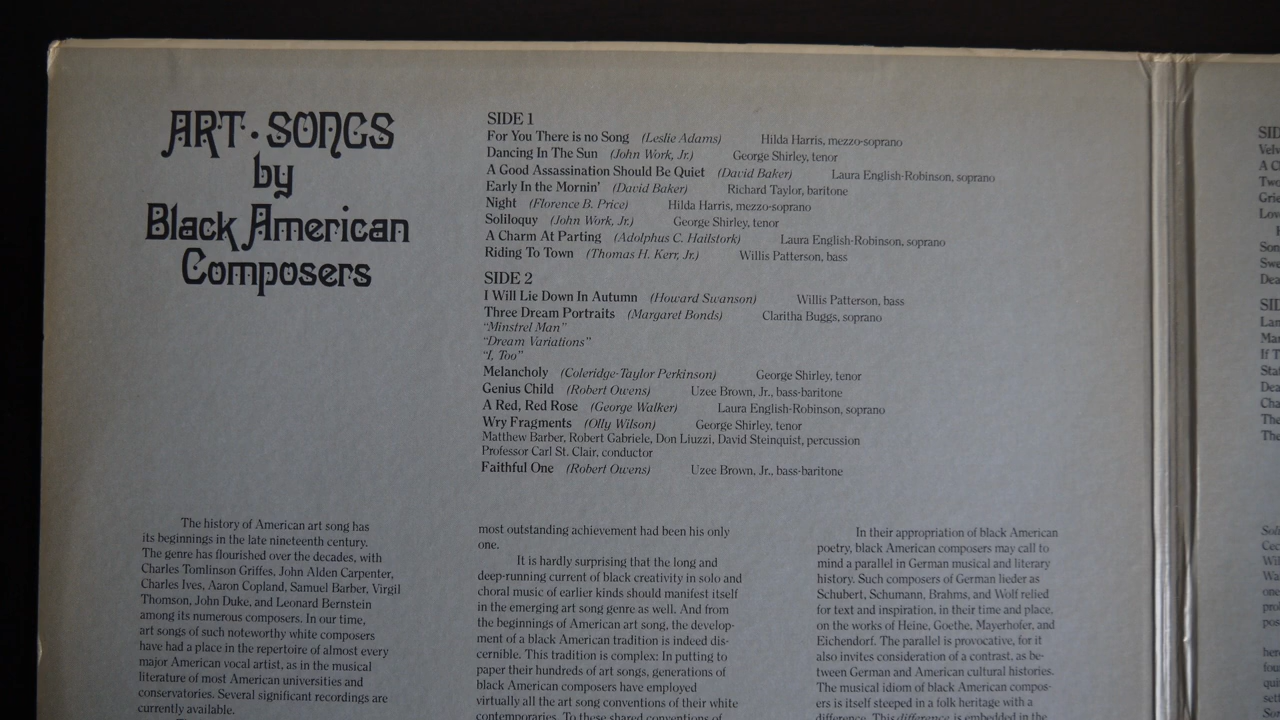 ART · SONGS
by
Black American
Composers
SIDE 1
For You There is no Song (Leslie Adams) Hilda Harris, mezzo-soprano
Dancing In The Sun (John Work, Jr.) George Shirley, tenor
A Good Assassination Should Be Quiet (David Baker) Laura English-Robinson, soprano
Early In the Mornin' (David Baker) Richard Taylor, baritone
Night (Florence B. Price) Hilda Harris, mezzo-soprano
Soliloquy (John Work, Jr.) George Shirley, tenor
A Charm At Parting (Adolphus C. Hailstork) Laura English-Robinson, soprano
Riding To Town (Thomas H. Kerr, Jr.) Willis Patterson, bass
SIDE 2
I Will Lie Down In Autumn (Howard Swanson) Willis Patterson, bass
Three Dream Portraits (Margaret Bonds) Claritha Buggs, soprano
"Minstrel Man"
"Dream Variations"
"I, Too"
Melancholy (Coleridge-Taylor Perkinson) George Shirley, tenor
Genius Child (Robert Owens) Uzee Brown, Jr., bass-baritone
A Red, Red Rose (George Walker) Laura English-Robinson, soprano
Wry Fragments (Olly Wilson) George Shirley, tenor
Matthew Barber, Robert Gabriele, Don Liuzzi, David Steinquist, percussion
Professor Carl St. Clair, conductor
Faithful One (Robert Owens) Uzee Brown, Jr., bass-baritone
The history of American art song has
its beginnings in the late nineteenth century.
The genre has flourished over the decades, with
Charles Tomlinson Griffes, John Alden Carpenter,
Charles Ives, Aaron Copland, Samuel Barber, Virgil
Thomson, John Duke, and Leonard Bernstein
among its numerous composers. In our time,
art songs of such noteworthy white composers
have had a place in the repertoire of almost every
major American vocal artist, as in the musical
literature of most American universities and
conservatories. Several significant recordings are
currently available.
most outstanding achievement had been his only
one.
It is hardly surprising that the long and
deep-running current of black creativity in solo and
choral music of earlier kinds should manifest itself
in the emerging art song genre as well. And from
the beginnings of American art song, the develop-
ment of a black American tradition is indeed dis-
cernible. This tradition is complex: In putting to
paper their hundreds of art songs, generations of
black American composers have employed
virtually all the art song conventions of their white
contemporaries. To these shared conventions of
In their appropriation of black American
poetry, black American composers may call to
mind a parallel in German musical and literary
history. Such composers of German lieder as
Schubert, Schumann, Brahms, and Wolf relied
for text and inspiration, in their time and place,
on the works of Heine, Goethe, Mayerhofer, and
Eichendorf. The parallel is provocative, for it
also invites consideration of a contrast, as be-
tween German and American cultural histories.
The musical idiom of black American compos-
ers is itself steeped in a folk heritage with a
difference. This difference is embedded in the